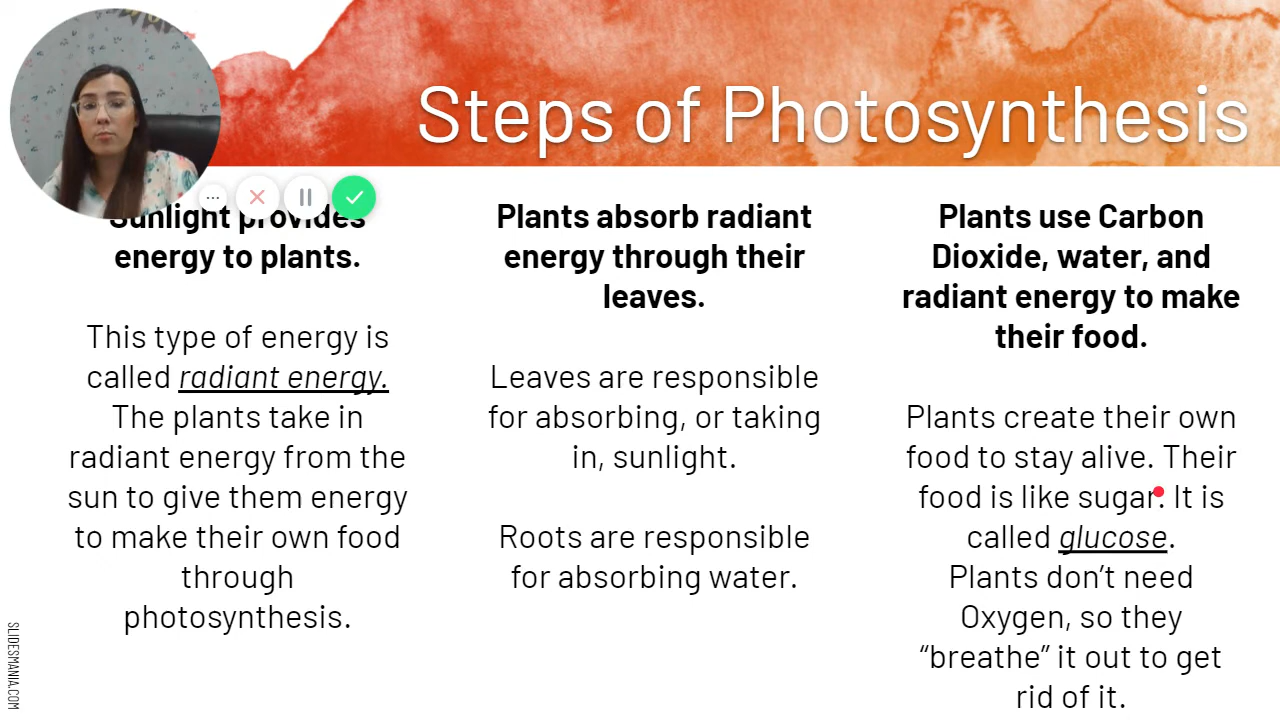 Steps of Photosynthesis
Sunlight provides
energy to plants.
This type of energy is
called radiant energy.
The plants take in
radiant energy from the
sun to give them energy
to make their own food
through
photosynthesis.
Plants absorb radiant
energy through their
leaves.
Leaves are responsible
for absorbing, or taking
in, sunlight.
Roots are responsible
for absorbing water.
Plants use Carbon
Dioxide, water, and
radiant energy to make
their food.
Plants create their own
food to stay alive. Their
food is like sugar. It is
called glucose.
Plants don’t need
Oxygen, so they
“breathe” it out to get
rid of it.
SLIDESMANIA.COM